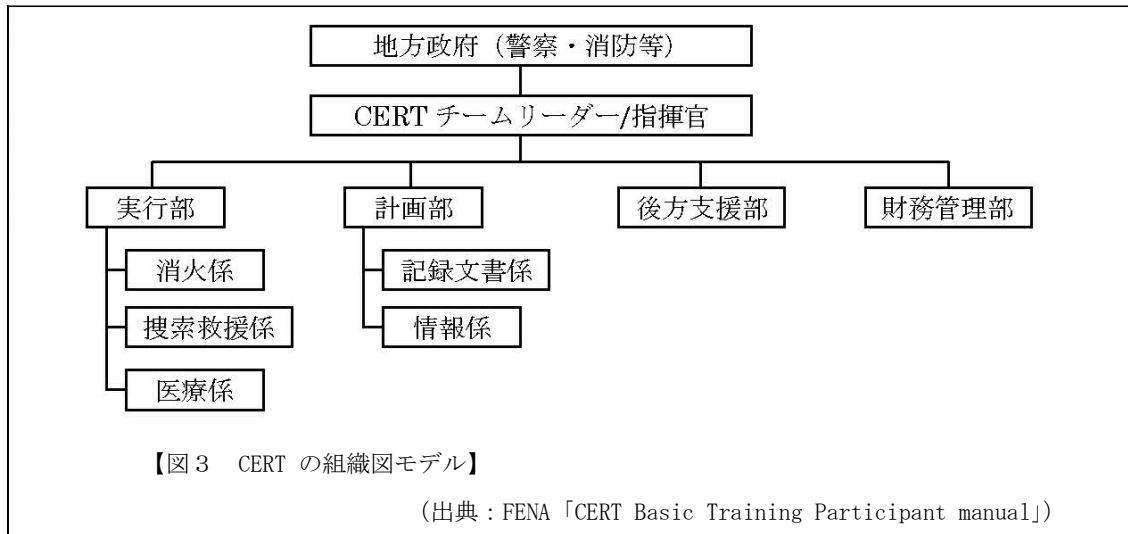 地方政府（警察・消防等）
CERT チームリーダー/指揮官
実行部
計画部
後方支援部
財務管理部
消火係
記録文書係
捜索救援係
情報係
医療係
【図３　CERT の組織図モデル】
（出典：FENA「CERT Basic Training Participant manual」）